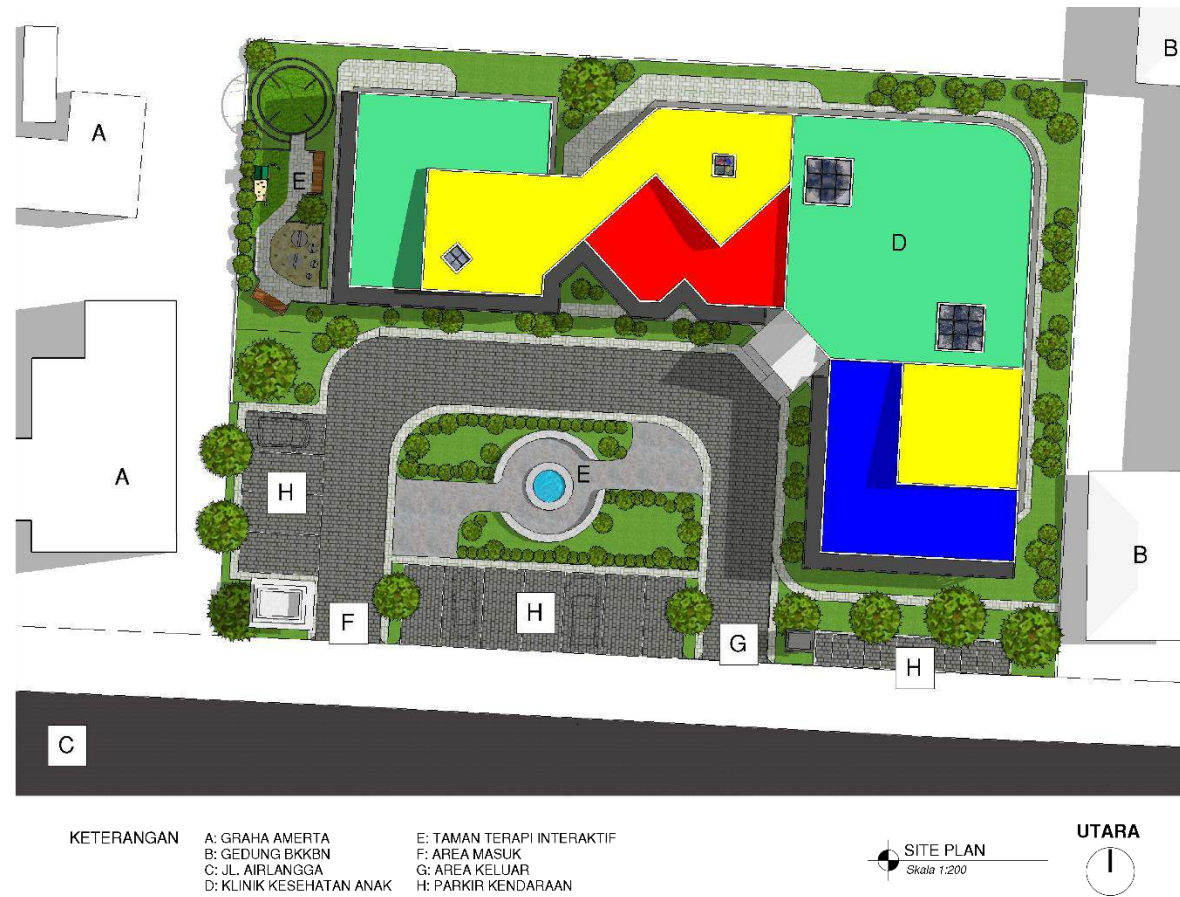 B
A
E
D
A
H
E
B
F
H
G
H
C
KETERANGAN
A: GRAHA AMERTA
B: GEDUNG BKKBN
C: JL. AIRLANGGA
D: KLINIK KESEHATAN ANAK
E: TAMAN TERAPI INTERAKTIF
F: AREA MASUK
G: AREA KELUAR
H: PARKIR KENDARAAN
SITE PLAN
Skala 1:200
UTARA